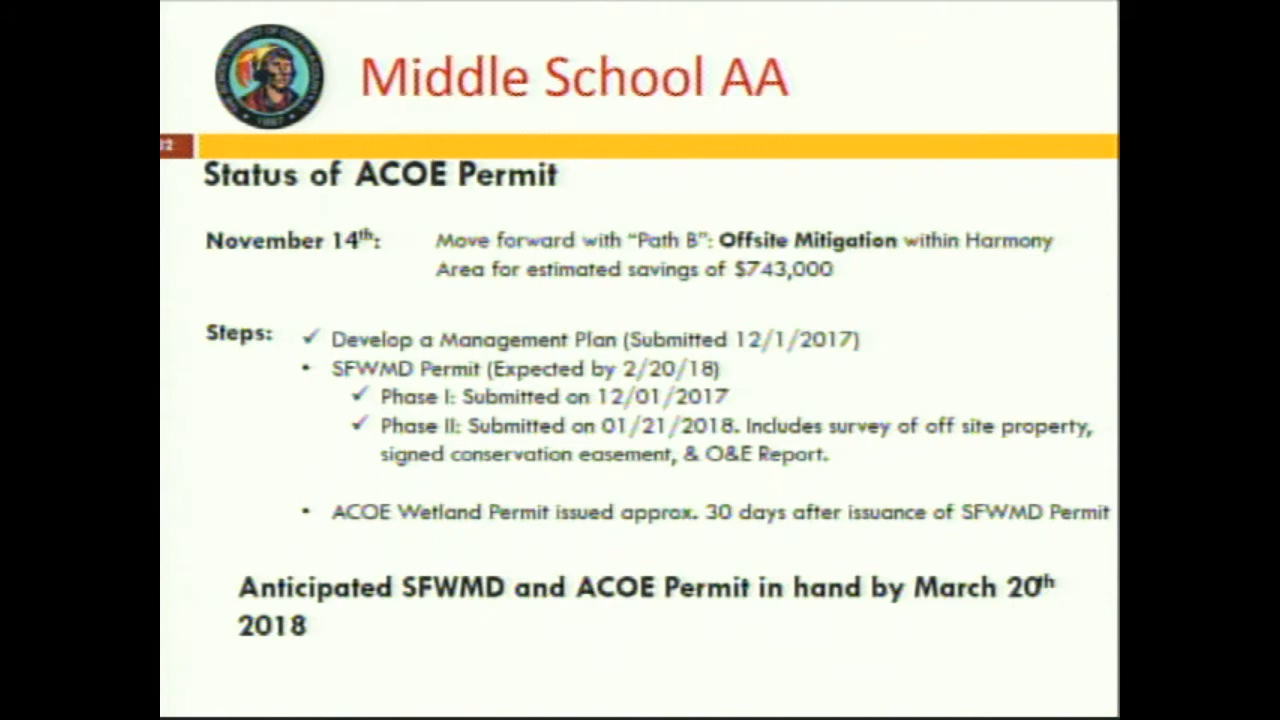 Middle School AA
Status of ACOE Permit
November 14th: Move forward with "Path B": Offsite Mitigation within Harmony
Area for estimated savings of $743,000
Steps: ✓ Develop a Management Plan (Submitted 12/1/2017)
• SFWMD Permit (Expected by 2/20/18)
✓ Phase I: Submitted on 12/01/2017
✓ Phase II: Submitted on 01/21/2018. Includes survey of off site property,
signed conservation easement, & O&E Report.
• ACOE Wetland Permit issued approx. 30 days after issuance of SFWMD Permit
Anticipated SFWMD and ACOE Permit in hand by March 20th
2018